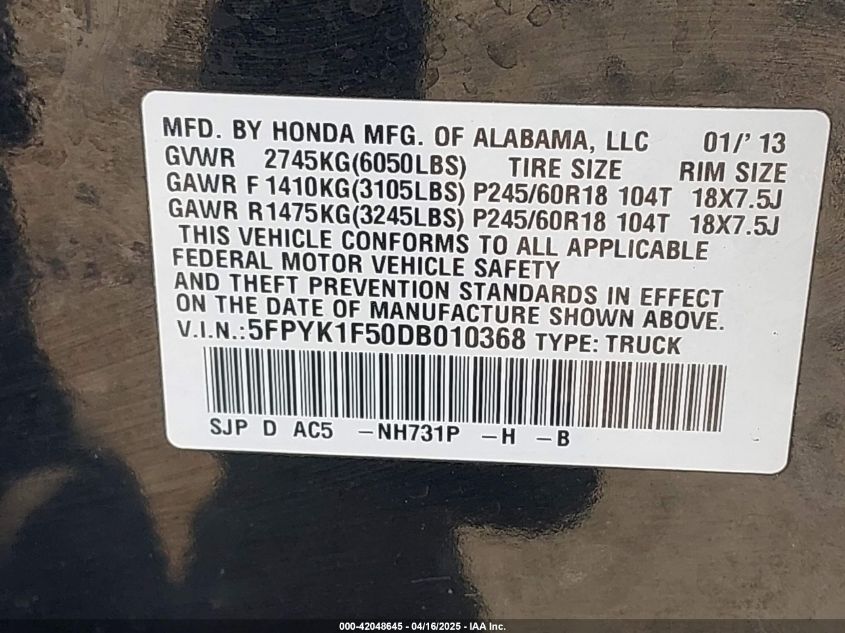 MFD. BY HONDA MFG. OF ALABAMA, LLC 01/' 13
GVWR 2745KG(6050LBS) TIRE SIZE RIM SIZE
GAWR F 1410KG(3105LBS) P245/60R18 104T 18X7.5J
GAWR R 1475KG(3245LBS) P245/60R18 104T 18X7.5J
THIS VEHICLE CONFORMS TO ALL APPLICABLE
FEDERAL MOTOR VEHICLE SAFETY
AND THEFT PREVENTION STANDARDS IN EFFECT
ON THE DATE OF MANUFACTURE SHOWN ABOVE.
V.I.N.:5FPYK1F50DB010368 TYPE: TRUCK
SJP D AC5 -NH731P -H -B
000-42048645 - 04/16/2025 - IAA Inc.